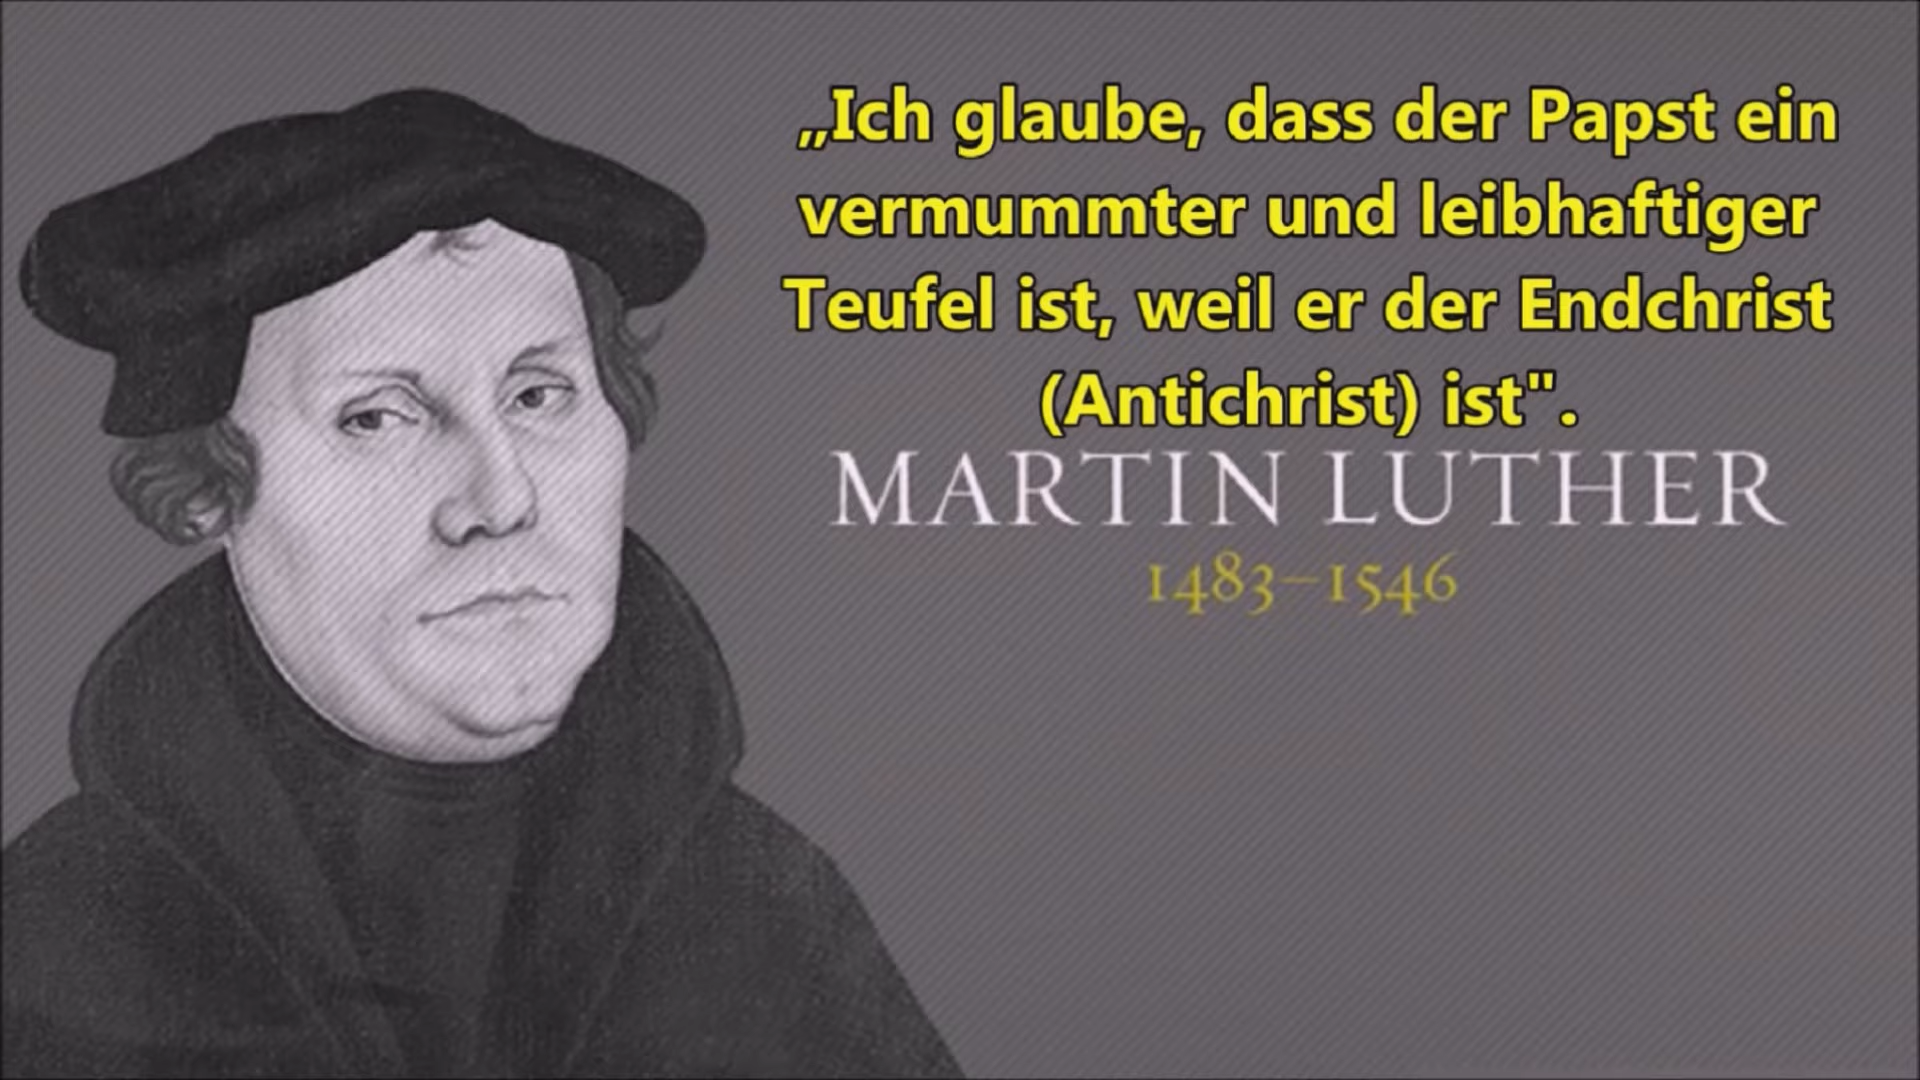 „Ich glaube, dass der Papst ein
vermummter und leibhaftiger
Teufel ist, weil er der Endchrist
(Antichrist) ist".
MARTIN LUTHER
1483–1546